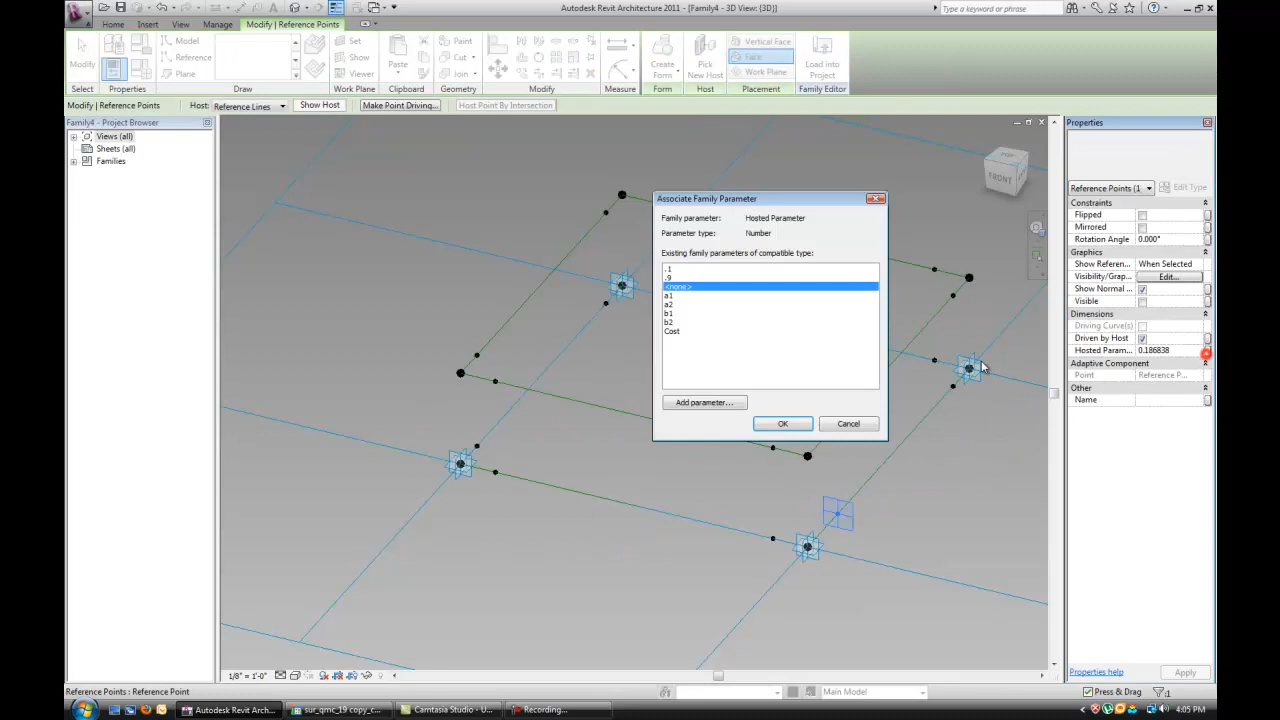 Autodesk Revit Architecture 2011 - [Family4 - 3D View: {3D}]
Type a keyword or phrase
Home Insert View Manage Modify | Reference Points
Modify
Model
Reference
Plane
Set
Show
Viewer
Paste
Paint
Cut
Join
Create Form
Pick New Host
Vertical Face
Face
Work Plane
Load into Project
Select Properties Draw Work Plane Clipboard Geometry Modify Measure Form Host Placement Family Editor
Modify | Reference Points Host: Reference Lines Show Host Make Point Driving... Host Point By Intersection
Family4 - Project Browser
Views (all)
Sheets (all)
Families
TOP
FRONT
Associate Family Parameter
Family parameter: Hosted Parameter
Parameter type: Number
Existing family parameters of compatible type:
.1
.9
<none>
a1
a2
b1
b2
Cost
Add parameter...
OK Cancel
Properties
Reference Points (1 Edit Type
Constraints
Flipped
Mirrored
Rotation Angle 0.000°
Graphics
Show Referen... When Selected
Visibility/Grap... Edit...
Show Normal ...
Visible
Dimensions
Driving Curve(s)
Driven by Host
Hosted Param... 0.186838
Adaptive Component
Point Reference P...
Other
Name
Properties help Apply
1/8" = 1'-0"
Reference Points : Reference Point
Main Model
Press & Drag :1
Autodesk Revit Arch...
sur_qmc_19 copy_c...
Camtasia Studio - U...
Recording...
4:05 PM